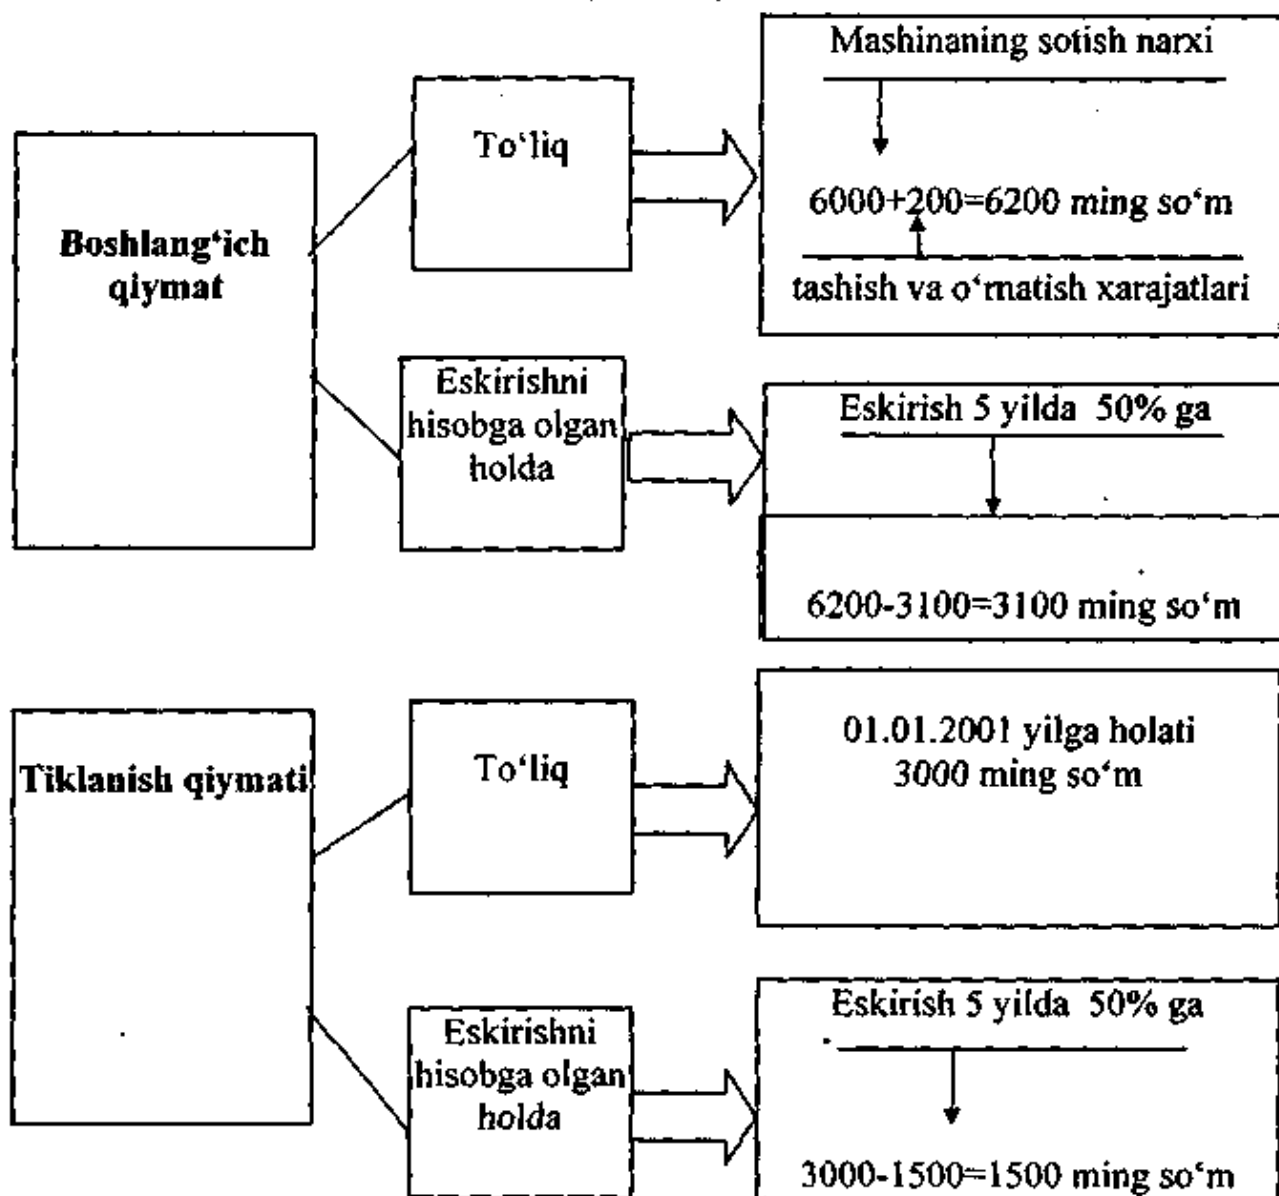 Boshlang‘ich
qiymat
To‘liq
Mashinaning sotish narxi
6000+200=6200 ming so‘m
tashish va o‘rnatish xarajatlari
Eskirishni
hisobga olgan
holda
Eskirish 5 yilda 50% ga
6200-3100=3100 ming so‘m
Tiklanish qiymati
To‘liq
01.01.2001 yilga holati
3000 ming so‘m
Eskirishni
hisobga olgan
holda
Eskirish 5 yilda 50% ga
3000-1500=1500 ming so‘m